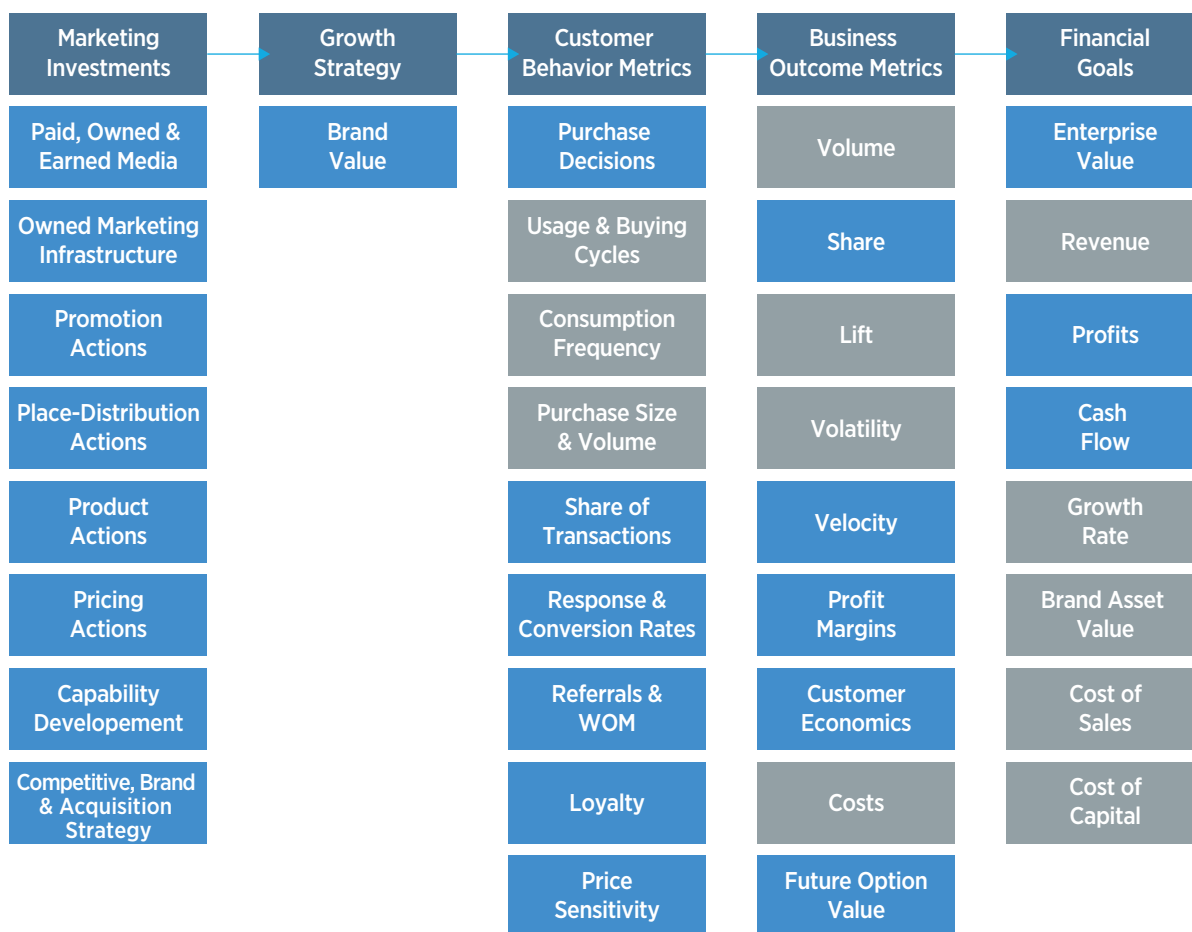 Marketing
Investments
Growth
Strategy
Customer
Behavior Metrics
Business
Outcome Metrics
Financial
Goals
Paid, Owned &
Earned Media
Owned Marketing
Infrastructure
Promotion
Actions
Place-Distribution
Actions
Product
Actions
Pricing
Actions
Capability
Developement
Competitive, Brand
& Acquisition
Strategy
Brand
Value
Purchase
Decisions
Usage & Buying
Cycles
Consumption
Frequency
Purchase Size
& Volume
Share of
Transactions
Response &
Conversion Rates
Referrals &
WOM
Loyalty
Price
Sensitivity
Volume
Share
Lift
Volatility
Velocity
Profit
Margins
Customer
Economics
Costs
Future Option
Value
Enterprise
Value
Revenue
Profits
Cash
Flow
Growth
Rate
Brand Asset
Value
Cost of
Sales
Cost of
Capital